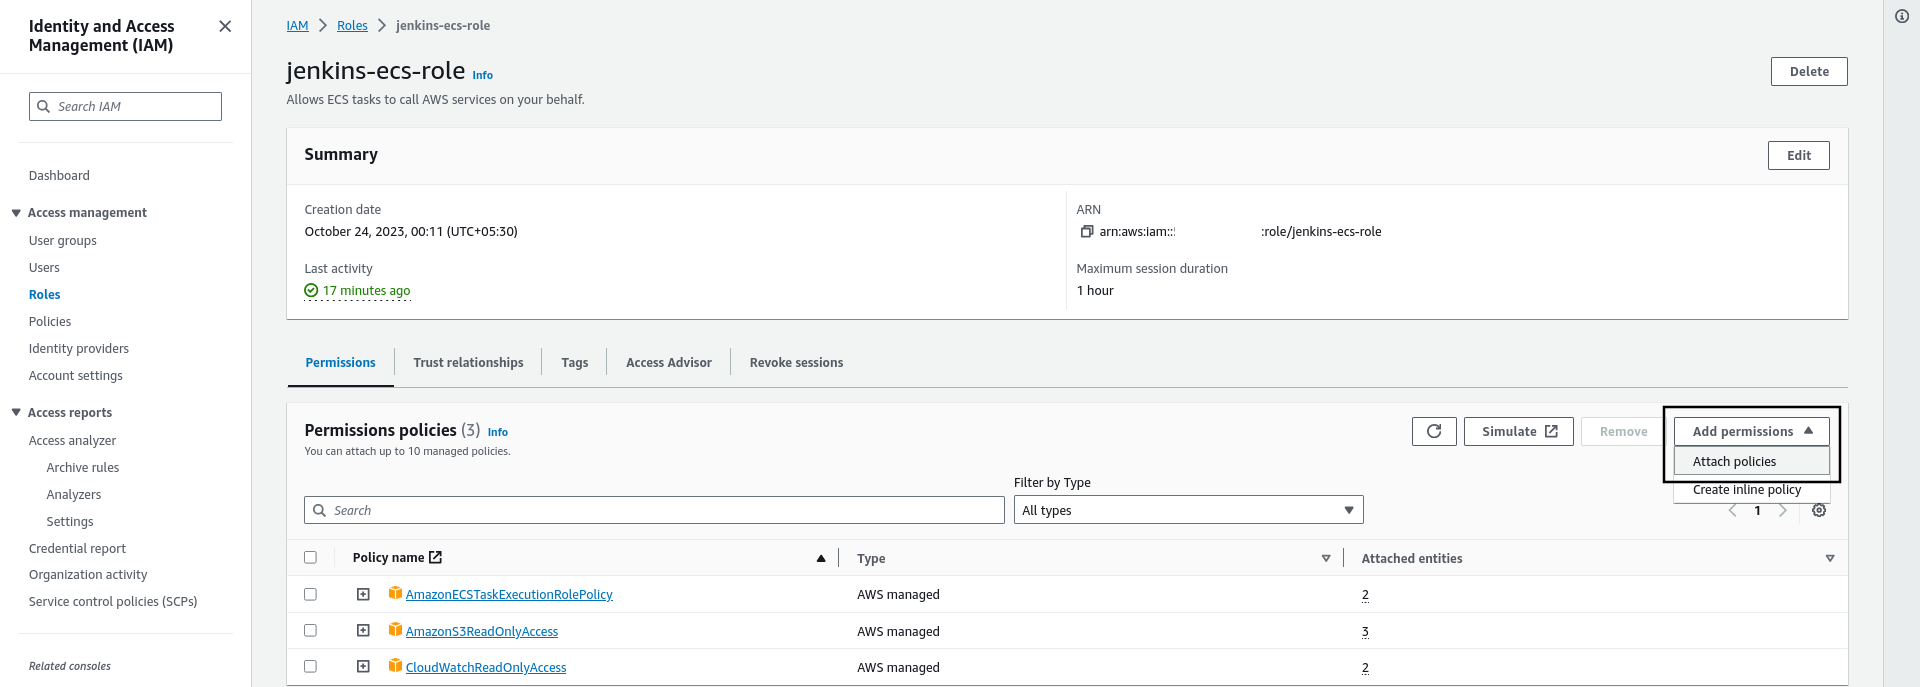 Identity and Access
Management (IAM)
Search IAM
Dashboard
Access management
User groups
Users
Roles
Policies
Identity providers
Account settings
Access reports
Access analyzer
Archive rules
Analyzers
Settings
Credential report
Organization activity
Service control policies (SCPs)
Related consoles
IAM Roles jenkins-ecs-role
jenkins-ecs-role Info
Delete
Allows ECS tasks to call AWS services on your behalf.
Summary
Edit
Creation date
October 24, 2023, 00:11 (UTC+05:30)
ARN
arn:aws:iam:: :role/jenkins-ecs-role
Last activity
17 minutes ago
Maximum session duration
1 hour
Permissions Trust relationships Tags Access Advisor Revoke sessions
Permissions policies (3) Info
You can attach up to 10 managed policies.
Simulate Remove Add permissions
Attach policies
Create inline policy
Filter by Type
Search All types 1
Policy name Type Attached entities
AmazonECSTaskExecutionRolePolicy AWS managed 2
AmazonS3ReadOnlyAccess AWS managed 3
CloudWatchReadOnlyAccess AWS managed 2